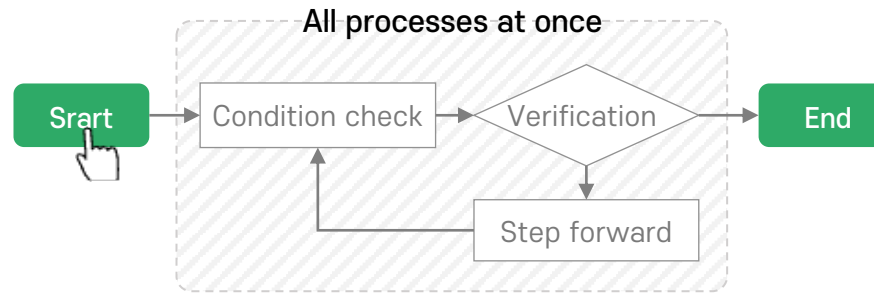 All processes at once
Srart
Condition check
Verification
End
Step forward